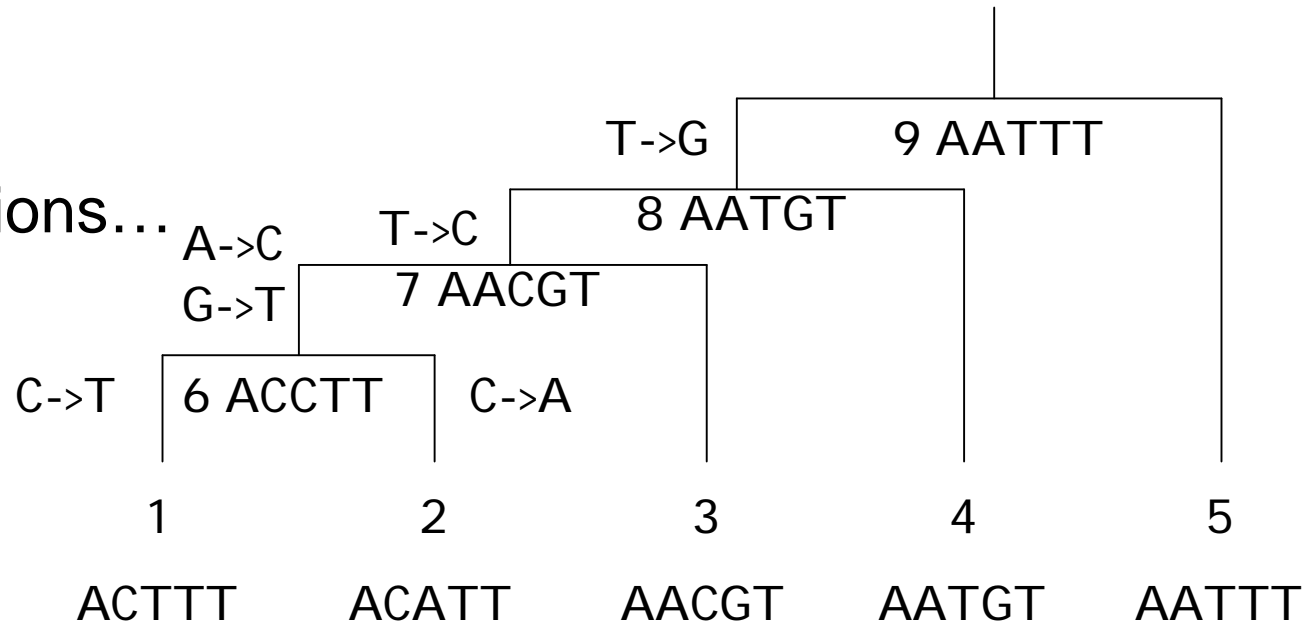 T->G
9 AATTT
ions…
A->C
T->C
8 AATGT
G->T
7 AACGT
C->T
6 ACCTT
C->A
1 2 3 4 5
ACTTT ACATT AACGT AATGT AATTT